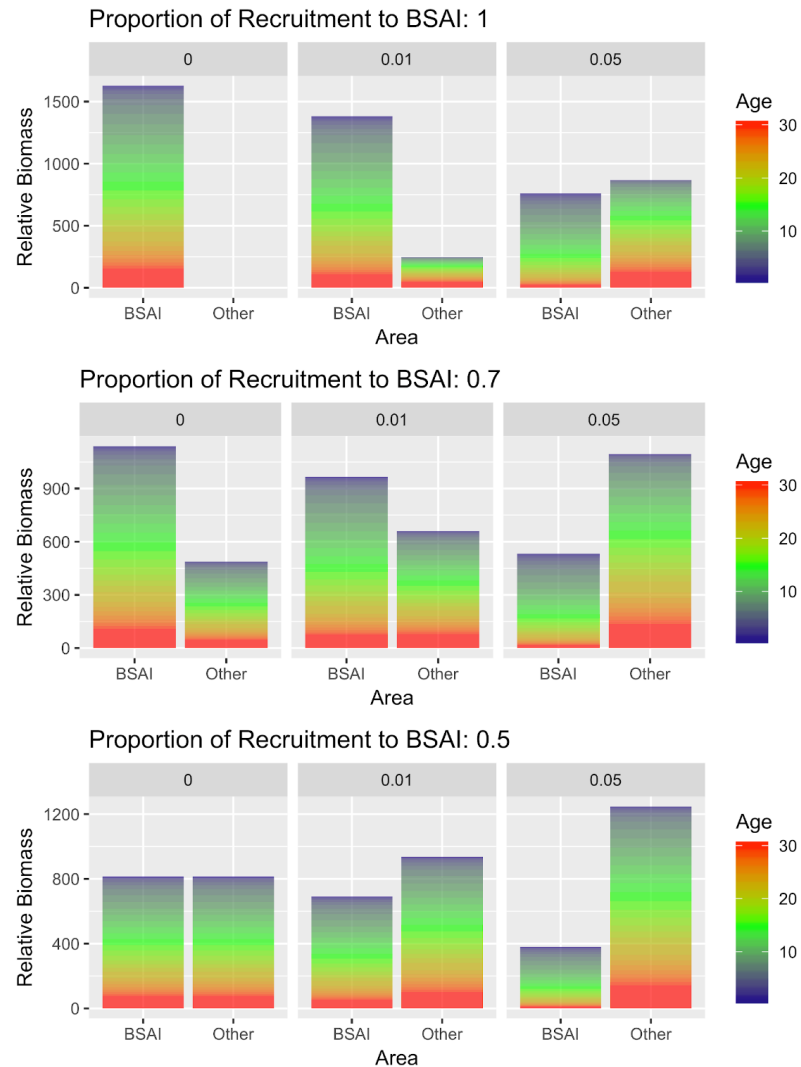 Proportion of Recruitment to BSAI: 1
0 0.01 0.05
1500
1000
500
0
Relative Biomass
BSAI Other BSAI Other BSAI Other
Area
Age
30
20
10
Proportion of Recruitment to BSAI: 0.7
0 0.01 0.05
900
600
300
0
Relative Biomass
BSAI Other BSAI Other BSAI Other
Area
Age
30
20
10
Proportion of Recruitment to BSAI: 0.5
0 0.01 0.05
1200
800
400
0
Relative Biomass
BSAI Other BSAI Other BSAI Other
Area
Age
30
20
10